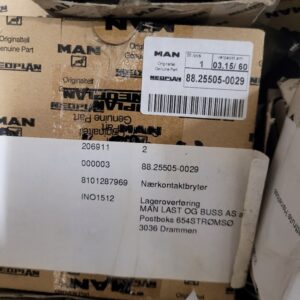 Originalteil
Genuine Part
MAN
MAN
Originalteil
Genuine Part
1
03.15/ 60
NEOPLAN
88.25505-0029
NEOPLAN
MAN
Originalteil
Genuine Part
NEOPLAN
206911 2
000003 88.25505-0029
8101287969 Nærkontaktbryter
INO1512 Lageroverføring
MAN LAST OG BUSS AS
Postboks 654STRØMSØ
3036 Drammen